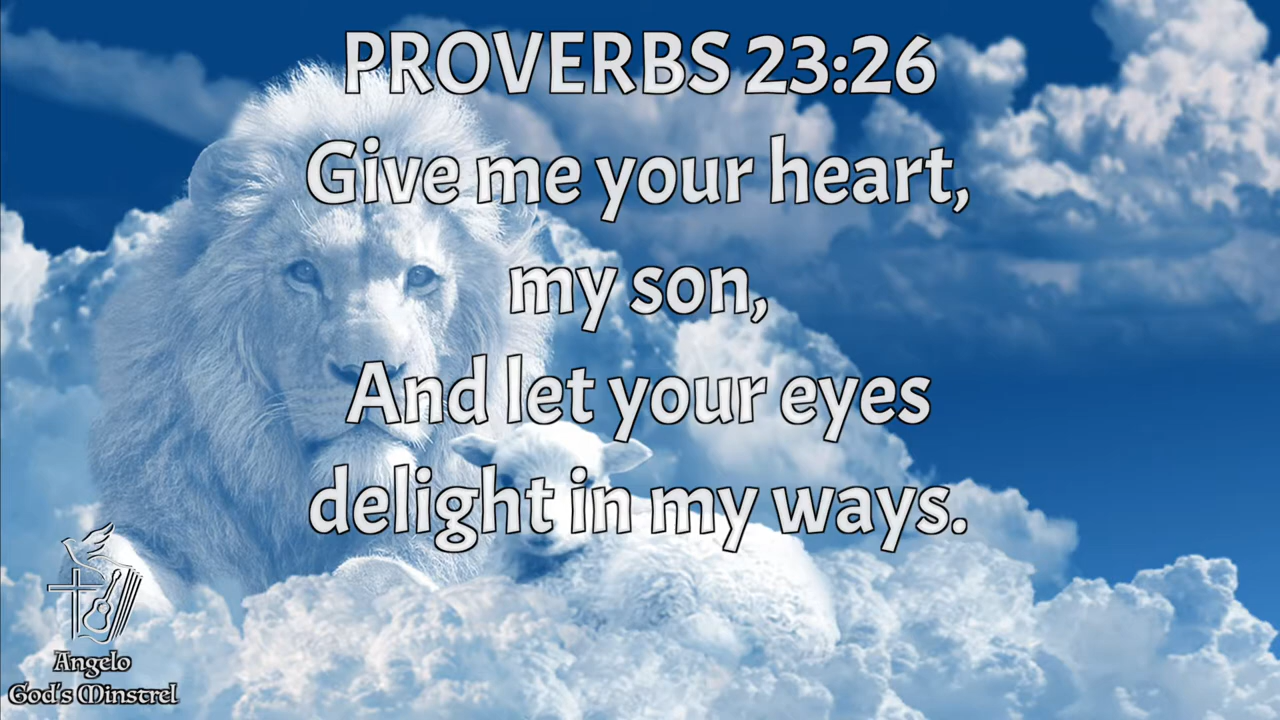 PROVERBS 23:26
Give me your heart,
my son,
And let your eyes
delight in my ways.
Angelo
God's Minstrel